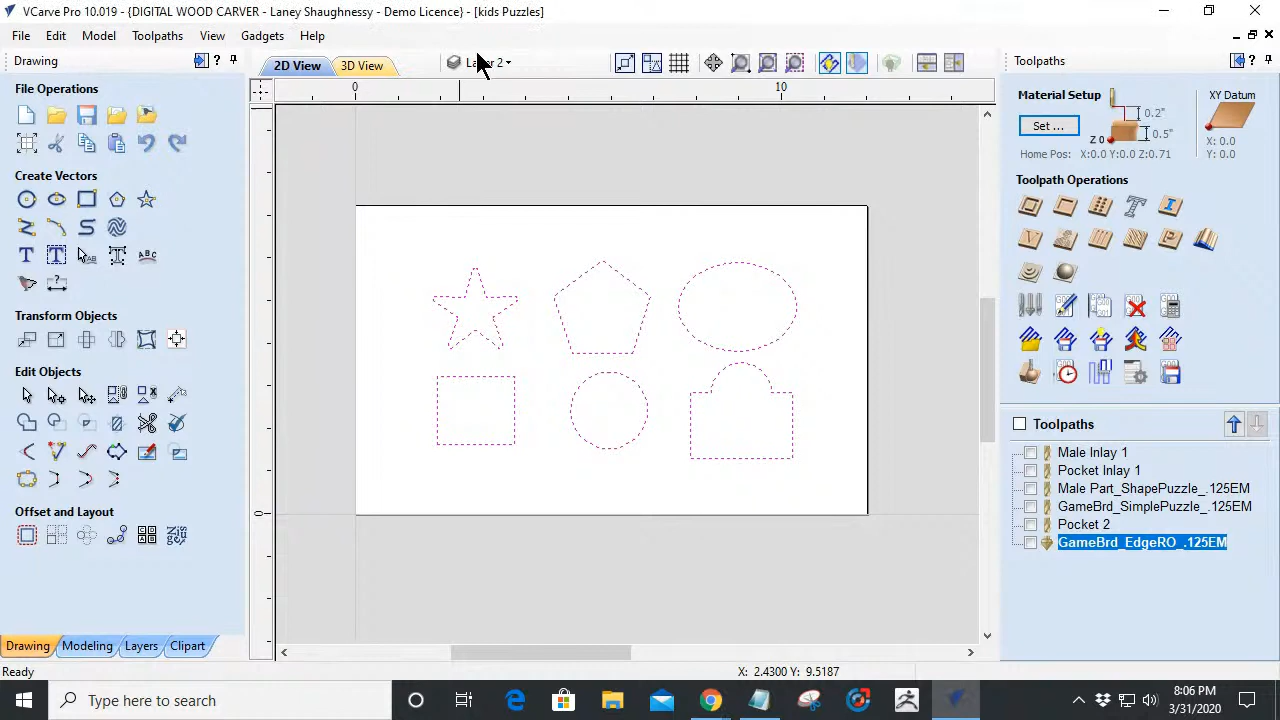 VCarve Pro 10.019 - {DIGITAL WOOD CARVER - Laney Shaughnessy - Demo Licence} - [kids Puzzles]
File Edit Model Toolpaths View Gadgets Help
Drawing
2D View
3D View
Toolpaths
File Operations
Create Vectors
Transform Objects
Edit Objects
Offset and Layout
Drawing
Modeling
Layers
Clipart
0
10
0
Material Setup
Set ...
0.2"
Z 0
0.5"
Home Pos: X:0.0 Y:0.0 Z:0.71
XY Datum
X: 0.0
Y: 0.0
Toolpath Operations
Toolpaths
Male Inlay 1
Pocket Inlay 1
Male Part_ShapePuzzle_.125EM
GameBrd_SimplePuzzle_.125EM
Pocket 2
GameBrd_EdgeRO_.125EM
Ready
X: 2.4300 Y: 9.5187
Type here to search
8:06 PM
3/31/2020